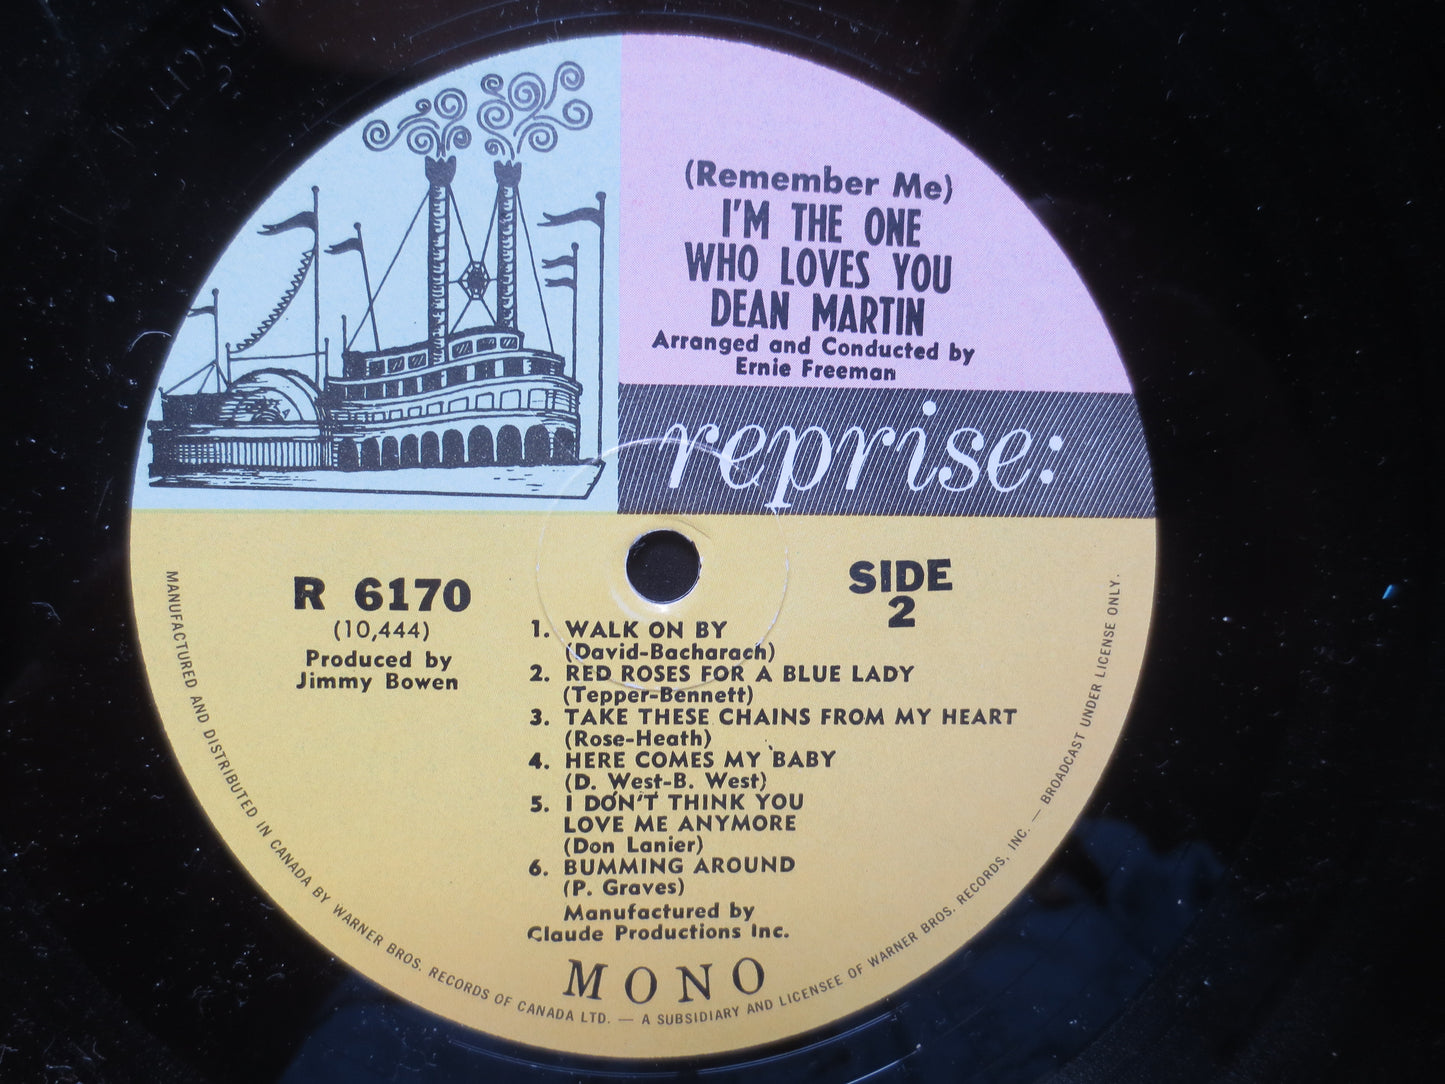 (Remember Me)
I'M THE ONE
WHO LOVES YOU
DEAN MARTIN
Arranged and Conducted by
Ernie Freeman
reprise:
R 6170
(10,444)
Produced by
Jimmy Bowen
SIDE
2
1. WALK ON BY
(David-Bacharach)
2. RED ROSES FOR A BLUE LADY
(Tepper-Bennett)
3. TAKE THESE CHAINS FROM MY HEART
(Rose-Heath)
4. HERE COMES MY BABY
(D. West-B. West)
5. I DON'T THINK YOU
LOVE ME ANYMORE
(Don Lanier)
6. BUMMING AROUND
(P. Graves)
Manufactured by
Claude Productions Inc.
MONO
MANUFACTURED AND DISTRIBUTED IN CANADA BY WARNER BROS. RECORDS OF CANADA LTD. — A SUBSIDIARY AND LICENSEE OF WARNER BROS. RECORDS, INC. — BROADCAST UNDER LICENSE ONLY.